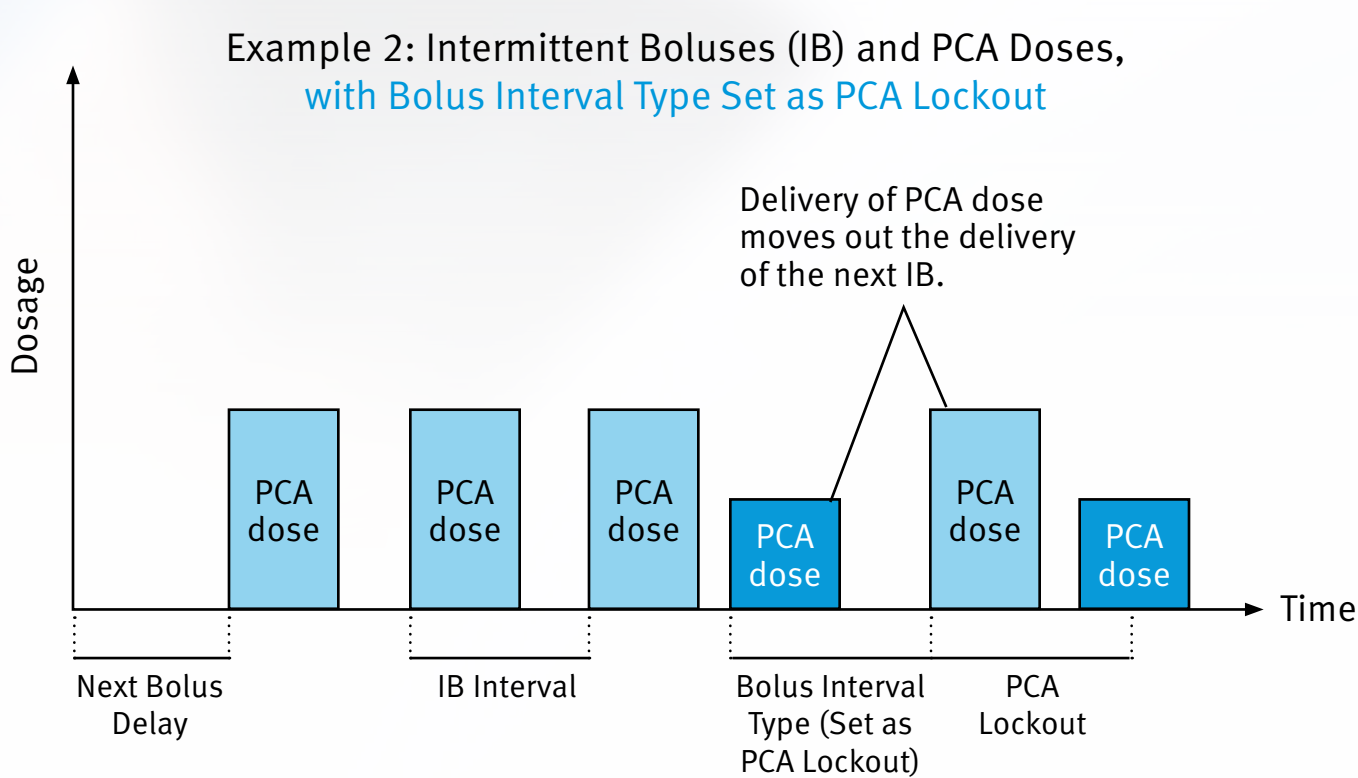 Example 2: Intermittent Boluses (IB) and PCA Doses,
with Bolus Interval Type Set as PCA Lockout
Dosage
Delivery of PCA dose
moves out the delivery
of the next IB.
PCA
dose
PCA
dose
PCA
dose
PCA
dose
PCA
dose
PCA
dose
Time
Next Bolus
Delay
IB Interval
Bolus Interval
Type (Set as
PCA Lockout)
PCA
Lockout